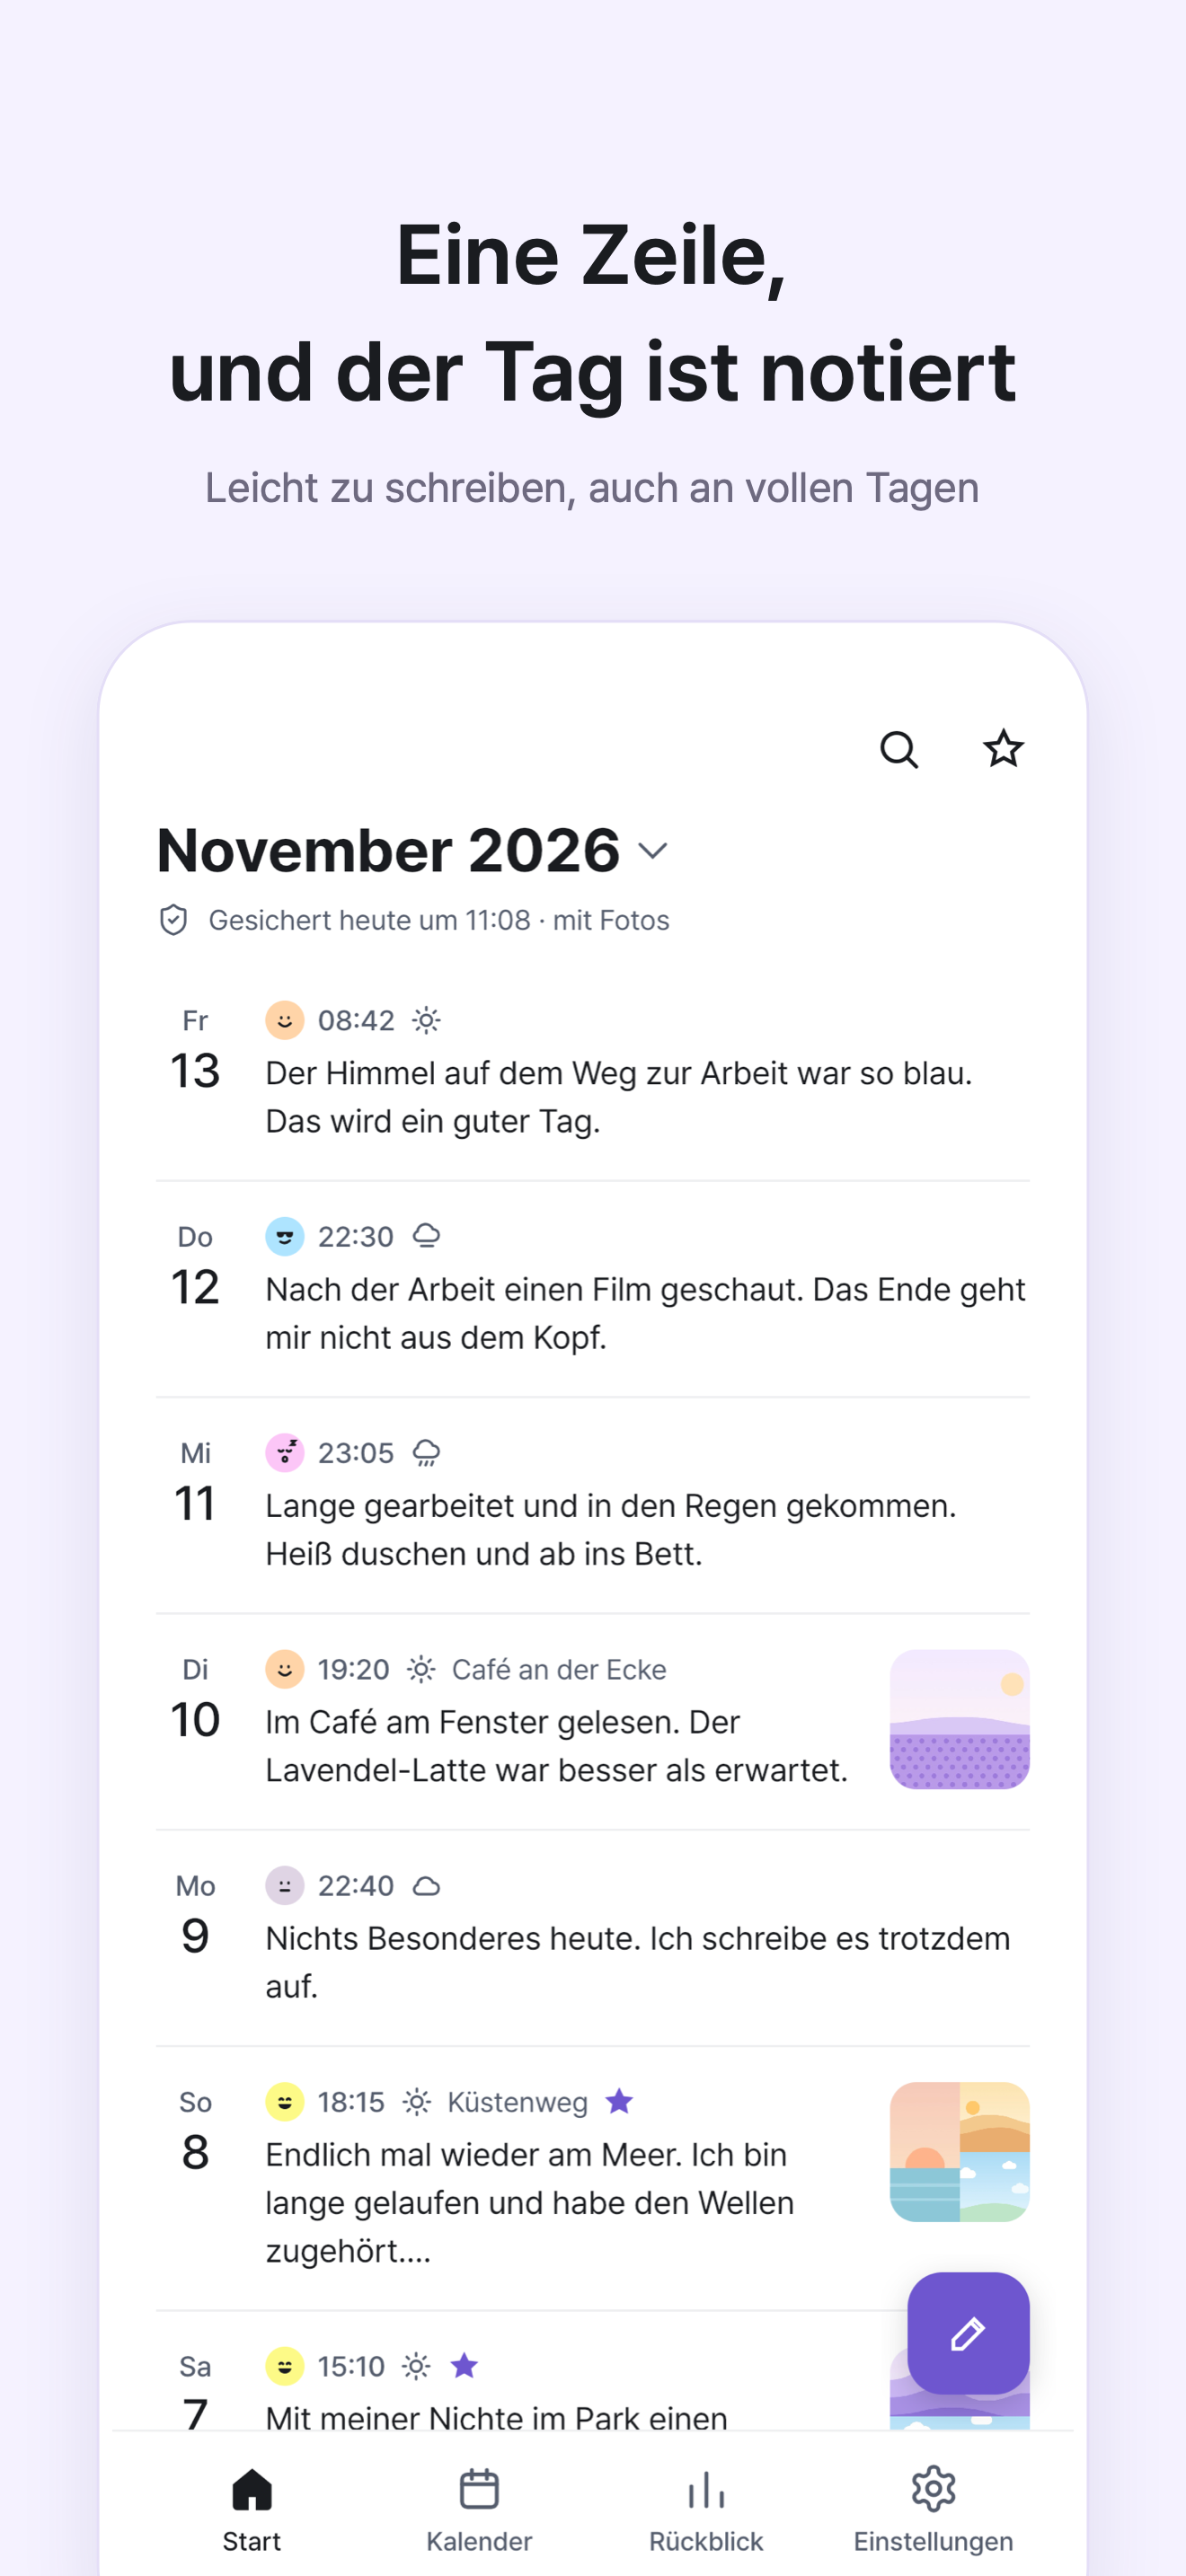 Eine Zeile,
und der Tag ist notiert
Leicht zu schreiben, auch an vollen Tagen
November 2026
Gesichert heute um 11:08 · mit Fotos
Fr
13
08:42
Der Himmel auf dem Weg zur Arbeit war so blau.
Das wird ein guter Tag.
Do
12
22:30
Nach der Arbeit einen Film geschaut. Das Ende geht
mir nicht aus dem Kopf.
Mi
11
23:05
Lange gearbeitet und in den Regen gekommen.
Heiß duschen und ab ins Bett.
Di
10
19:20 Café an der Ecke
Im Café am Fenster gelesen. Der
Lavendel-Latte war besser als erwartet.
Mo
9
22:40
Nichts Besonderes heute. Ich schreibe es trotzdem
auf.
So
8
18:15 Küstenweg
Endlich mal wieder am Meer. Ich bin
lange gelaufen und habe den Wellen
zugehört....
Sa
7
15:10
Mit meiner Nichte im Park einen
Start
Kalender
Rückblick
Einstellungen